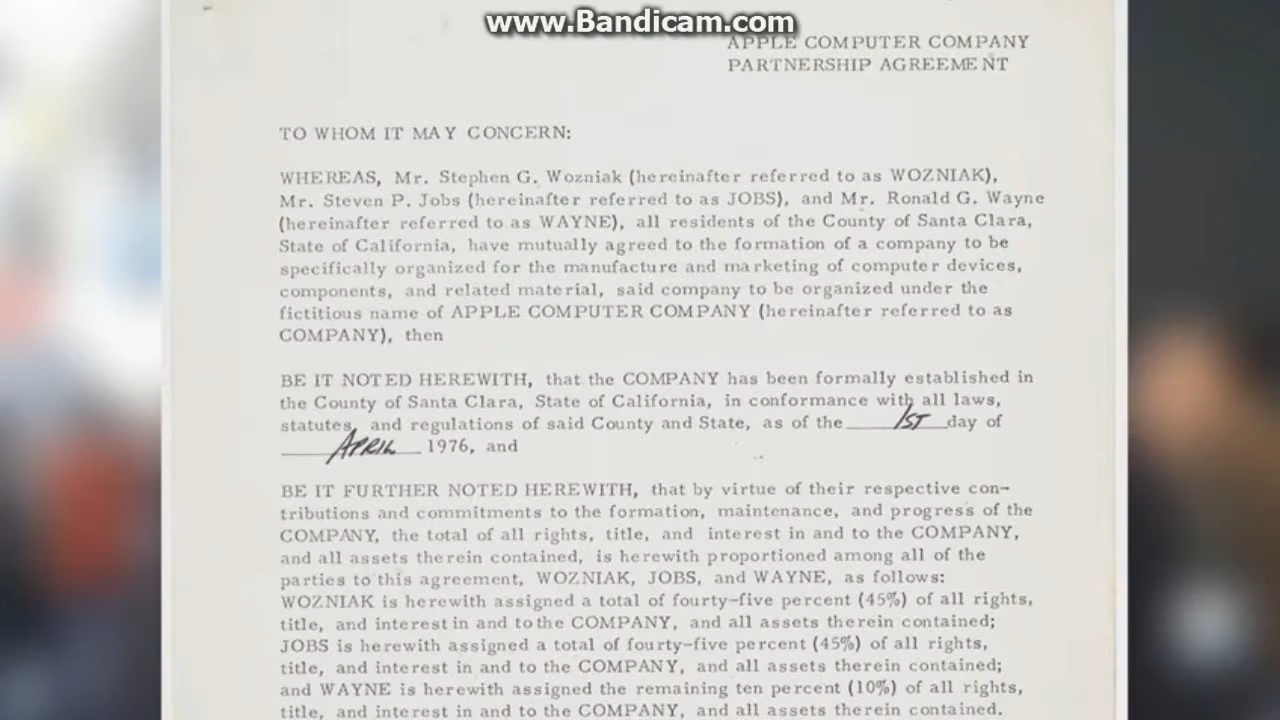 www.Bandicam.com
APPLE COMPUTER COMPANY
PARTNERSHIP AGREEMENT
TO WHOM IT MAY CONCERN:
WHEREAS, Mr. Stephen G. Wozniak (hereinafter referred to as WOZNIAK),
Mr. Steven P. Jobs (hereinafter referred to as JOBS), and Mr. Ronald G. Wayne
(hereinafter referred to as WAYNE), all residents of the County of Santa Clara,
State of California, have mutually agreed to the formation of a company to be
specifically organized for the manufacture and marketing of computer devices,
components, and related material, said company to be organized under the
fictitious name of APPLE COMPUTER COMPANY (hereinafter referred to as
COMPANY), then
BE IT NOTED HEREWITH, that the COMPANY has been formally established in
the County of Santa Clara, State of California, in conformance with all laws,
statutes, and regulations of said County and State, as of the 1ST day of
APRIL 1976, and
BE IT FURTHER NOTED HEREWITH, that by virtue of their respective con-
tributions and commitments to the formation, maintenance, and progress of the
COMPANY, the total of all rights, title, and interest in and to the COMPANY,
and all assets therein contained, is herewith proportioned among all of the
parties to this agreement, WOZNIAK, JOBS, and WAYNE, as follows:
WOZNIAK is herewith assigned a total of fourty-five percent (45%) of all rights,
title, and interest in and to the COMPANY, and all assets therein contained;
JOBS is herewith assigned a total of fourty-five percent (45%) of all rights,
title, and interest in and to the COMPANY, and all assets therein contained;
and WAYNE is herewith assigned the remaining ten percent (10%) of all rights,
title, and interest in and to the COMPANY, and all assets therein contained.